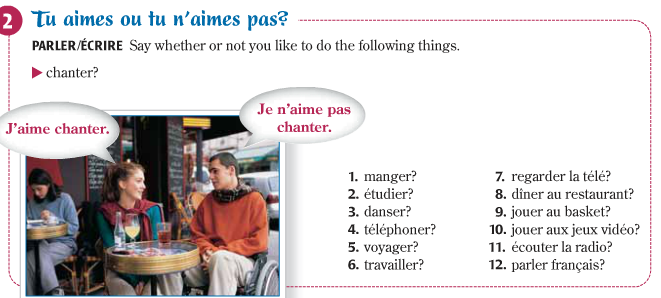 2 Tu aimes ou tu n'aimes pas?
PARLER/ÉCRIRE Say whether or not you like to do the following things.
▶ chanter?
J'aime chanter.
Je n'aime pas
chanter.
1. manger?
2. étudier?
3. danser?
4. téléphoner?
5. voyager?
6. travailler?
7. regarder la télé?
8. dîner au restaurant?
9. jouer au basket?
10. jouer aux jeux vidéo?
11. écouter la radio?
12. parler français?